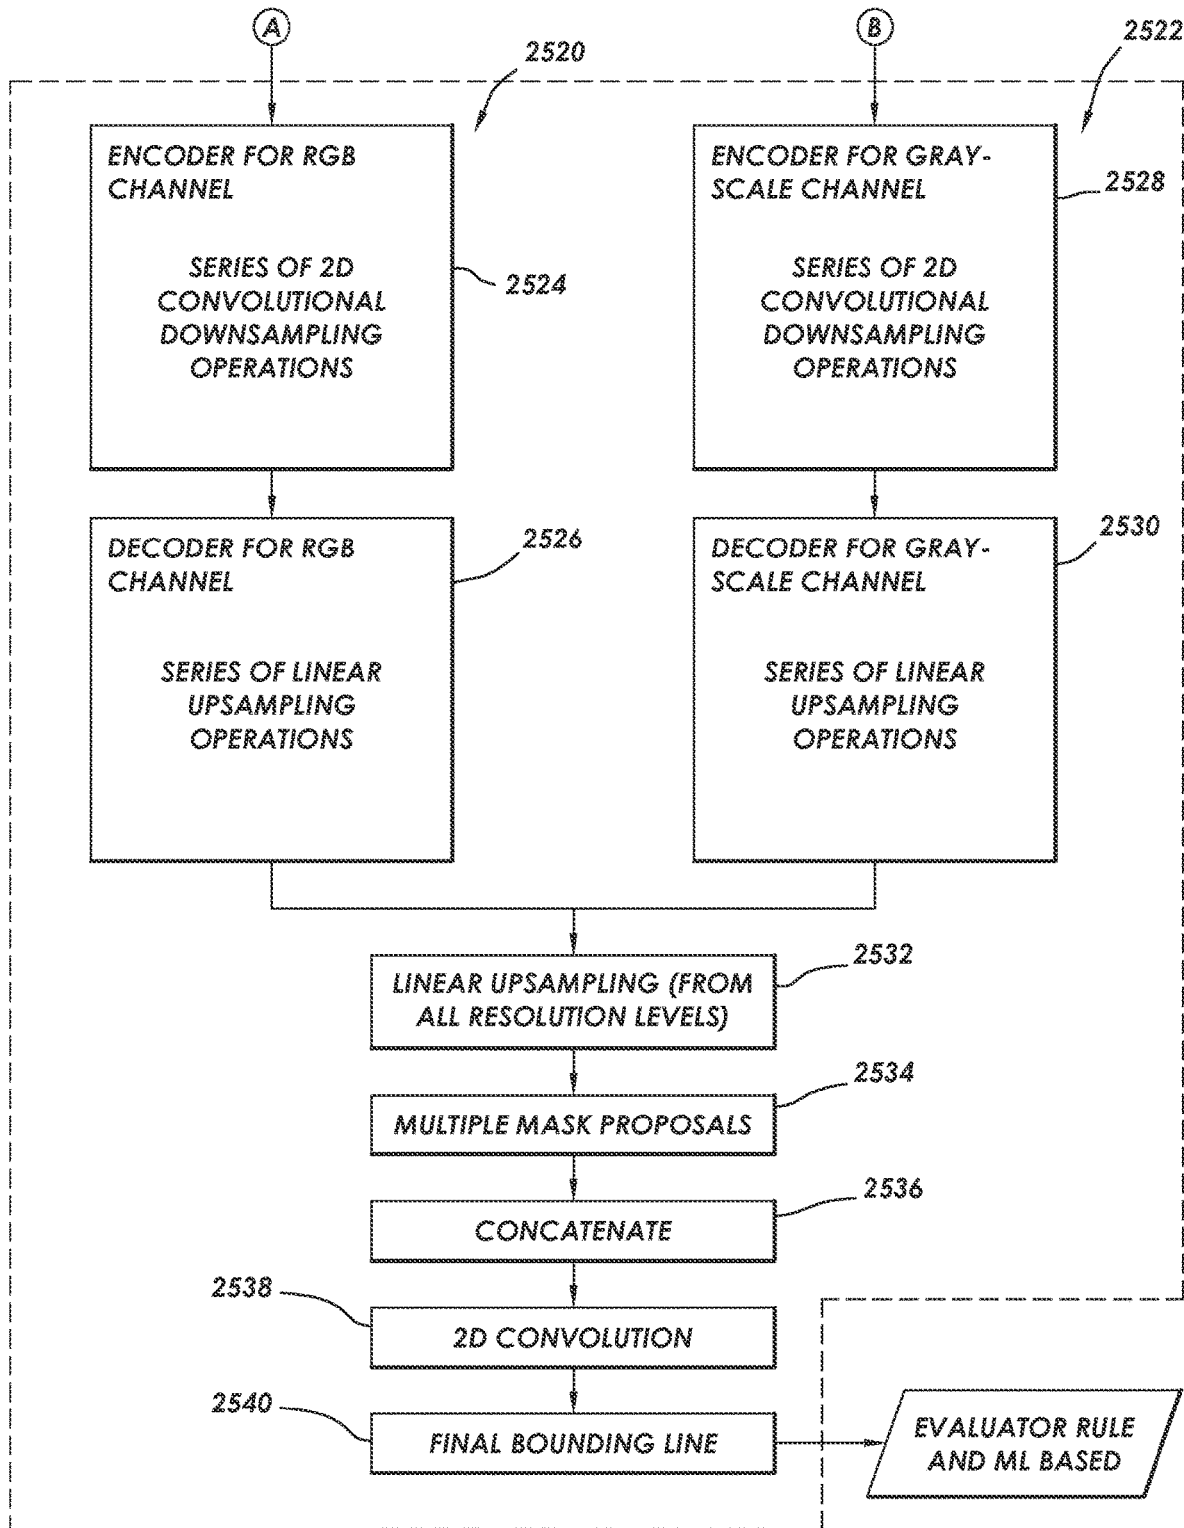 A
B
2520
2522
ENCODER FOR RGB
CHANNEL
SERIES OF 2D
CONVOLUTIONAL
DOWNSAMPLING
OPERATIONS
2524
ENCODER FOR GRAY-
SCALE CHANNEL
2528
SERIES OF 2D
CONVOLUTIONAL
DOWNSAMPLING
OPERATIONS
DECODER FOR RGB
CHANNEL
2526
SERIES OF LINEAR
UPSAMPLING
OPERATIONS
DECODER FOR GRAY-
SCALE CHANNEL
2530
SERIES OF LINEAR
UPSAMPLING
OPERATIONS
LINEAR UPSAMPLING (FROM
ALL RESOLUTION LEVELS)
2532
MULTIPLE MASK PROPOSALS
2534
CONCATENATE
2536
2538
2D CONVOLUTION
2540
FINAL BOUNDING LINE
EVALUATOR RULE
AND ML BASED